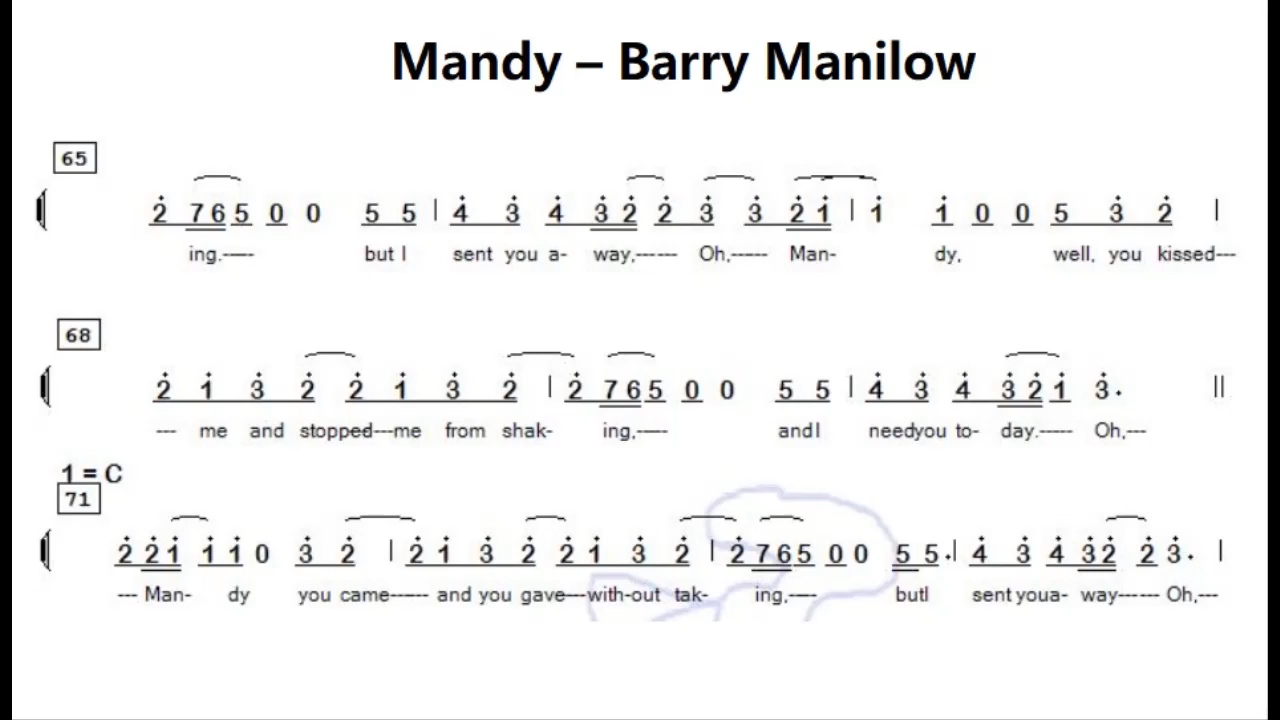 Mandy – Barry Manilow
65
2̇ 7 6 5 0 0 5 5 | 4̇ 3̇ 4̇ 3̇ 2̇ 2̇ 3̇ 3̇ 2̇ 1̇ | 1̇ 1̇ 0 0 5 3̇ 2̇ |
ing.---- but I sent you a- way,------ Oh,----- Man- dy, well, you kissed---
68
2̇ 1̇ 3̇ 2̇ 2̇ 1̇ 3̇ 2̇ | 2̇ 7 6 5 0 0 5 5 | 4̇ 3̇ 4̇ 3̇ 2̇ 1̇ 3̇. ||
--- me and stopped---me from shak- ing,---- andI needyou to- day.----- Oh,---
1 = C
71
2̇ 2̇ 1̇ 1̇ 1̇ 0 3̇ 2̇ | 2̇ 1̇ 3̇ 2̇ 2̇ 1̇ 3̇ 2̇ | 2̇ 7 6 5 0 0 5 5. | 4̇ 3̇ 4̇ 3̇ 2̇ 2̇ 3̇. |
--- Man- dy you came----- and you gave---with-out tak- ing,---- butI sent youa- way------ Oh,---